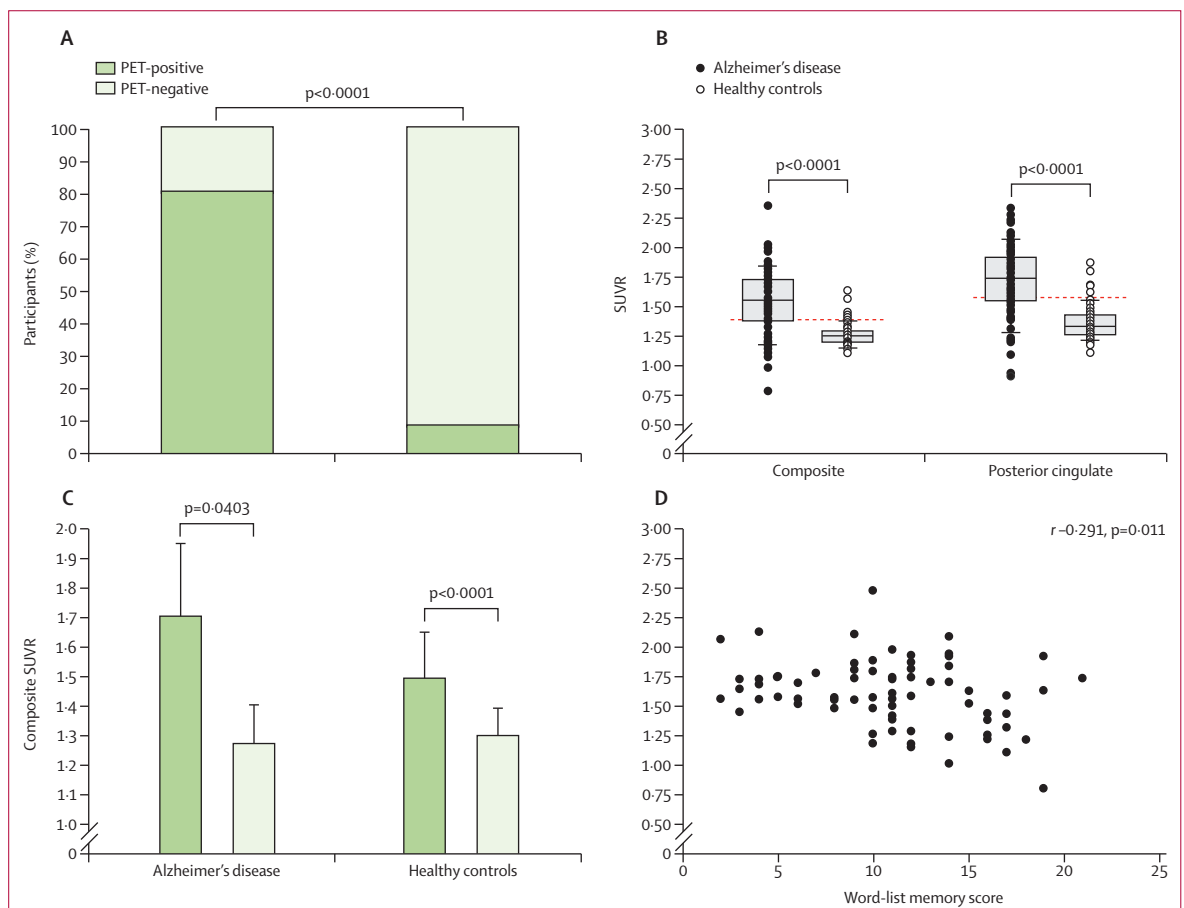 A
PET-positive
PET-negative
p<0·0001
100
90
80
70
60
50
40
30
20
10
0
Participants (%)
B
Alzheimer's disease
Healthy controls
3·00
2·75
2·50
2·25
2·00
1·75
1·50
1·25
1·00
0·75
0·50
0
SUVR
p<0·0001
p<0·0001
Composite
Posterior cingulate
C
p=0·0403
p<0·0001
2·0
1·9
1·8
1·7
1·6
1·5
1·4
1·3
1·2
1·1
1·0
0
Composite SUVR
Alzheimer's disease
Healthy controls
D
r –0·291, p=0·011
3·00
2·75
2·50
2·25
2·00
1·75
1·50
1·25
1·00
0·75
0·50
0
0 5 10 15 20 25
Word-list memory score